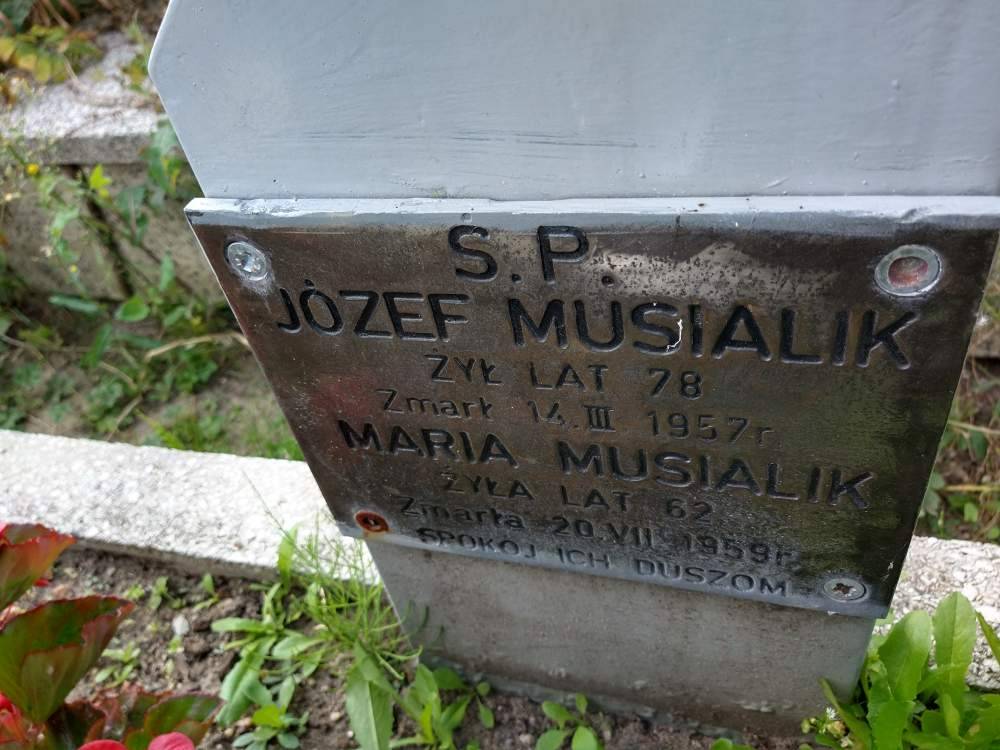 S.P.
JÓZEF MUSIALIK
ŻYŁ LAT 78
Zmarł 14.III 1957r.
MARIA MUSIALIK
ŻYŁA LAT 62
Zmarła 20.VII 1959r.
SPOKÓJ ICH DUSZOM